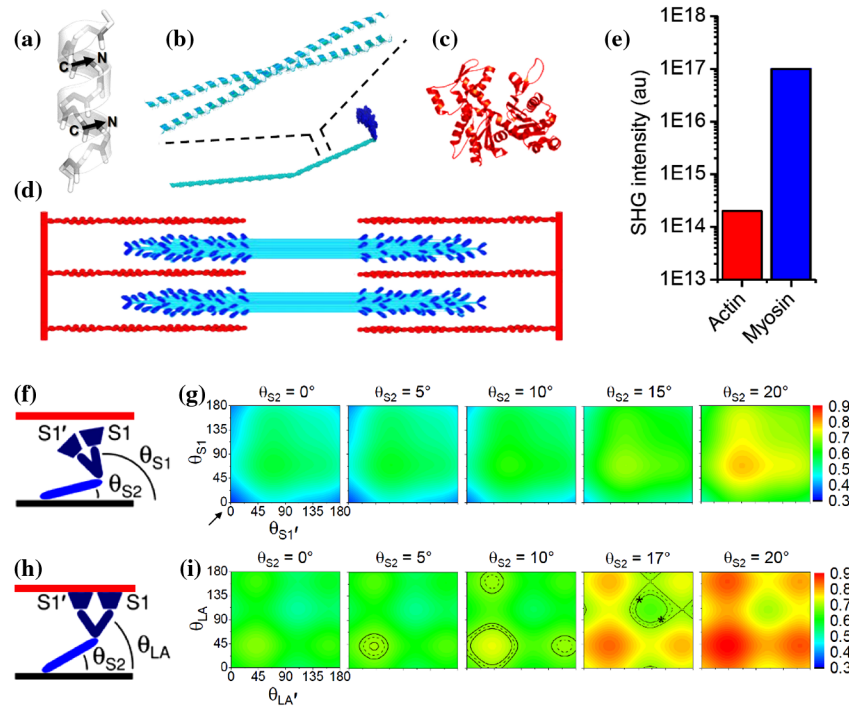 (a)
(b)
(c)
(e)
C N
C N
SHG intensity (au)
1E18
1E17
1E16
1E15
1E14
1E13
Actin
Myosin
(d)
(f)
S1′ S1
θS1
θS2
(g)
θS2 = 0° θS2 = 5° θS2 = 10° θS2 = 15° θS2 = 20°
θS1
180
135
90
45
0
0 45 90 135 180
θS1′
0.9
0.8
0.7
0.6
0.5
0.4
0.3
(h)
S1′ S1
θLA
θS2
(i)
θS2 = 0° θS2 = 5° θS2 = 10° θS2 = 17° θS2 = 20°
θLA
180
135
90
45
0
0 45 90 135 180
θLA′
* *
0.9
0.8
0.7
0.6
0.5
0.4
0.3